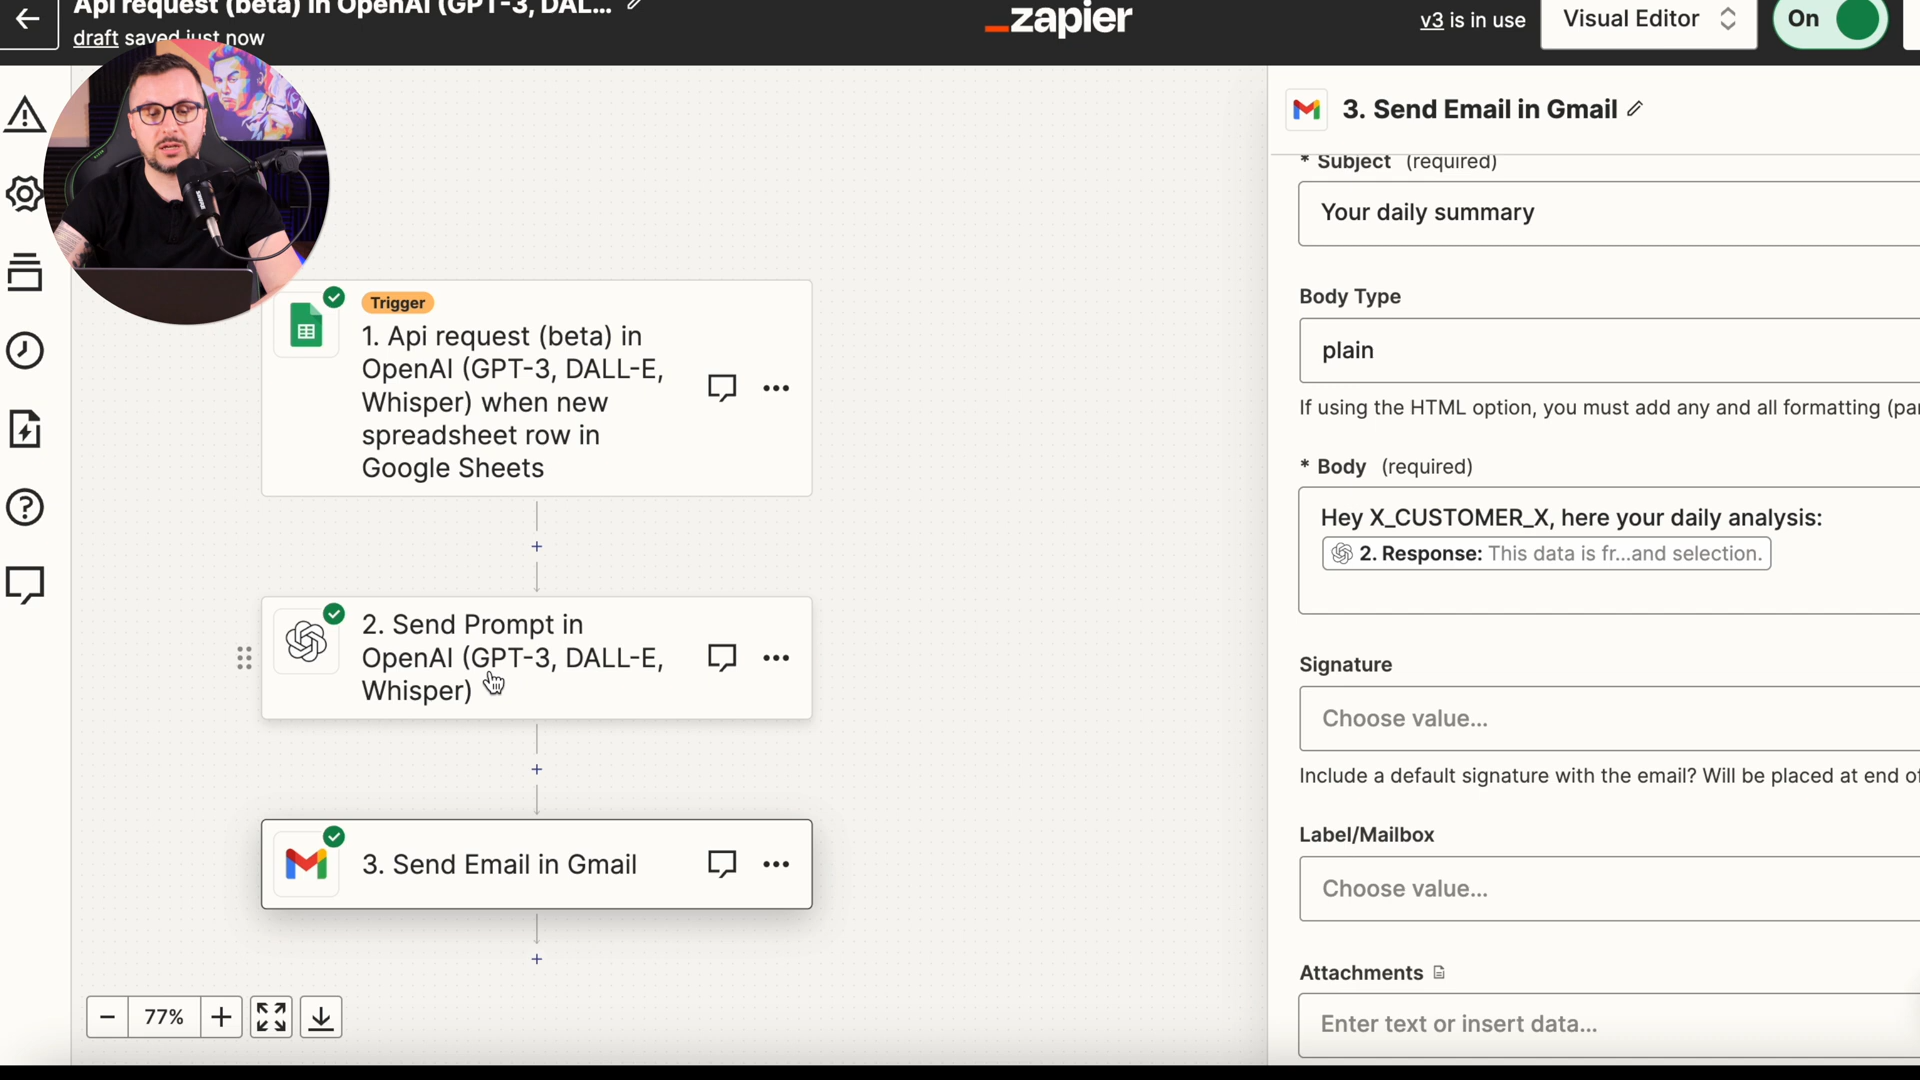 Api request (beta) in OpenAI (GPT-3, DAL...
draft saved just now
zapier
v3 is in use
Visual Editor
On
Trigger
1. Api request (beta) in
OpenAI (GPT-3, DALL-E,
Whisper) when new
spreadsheet row in
Google Sheets
+
2. Send Prompt in
OpenAI (GPT-3, DALL-E,
Whisper)
+
3. Send Email in Gmail
+
77%
3. Send Email in Gmail
* Subject (required)
Your daily summary
Body Type
plain
If using the HTML option, you must add any and all formatting (par
* Body (required)
Hey X_CUSTOMER_X, here your daily analysis:
2. Response: This data is fr...and selection.
Signature
Choose value...
Include a default signature with the email? Will be placed at end of
Label/Mailbox
Choose value...
Attachments
Enter text or insert data...